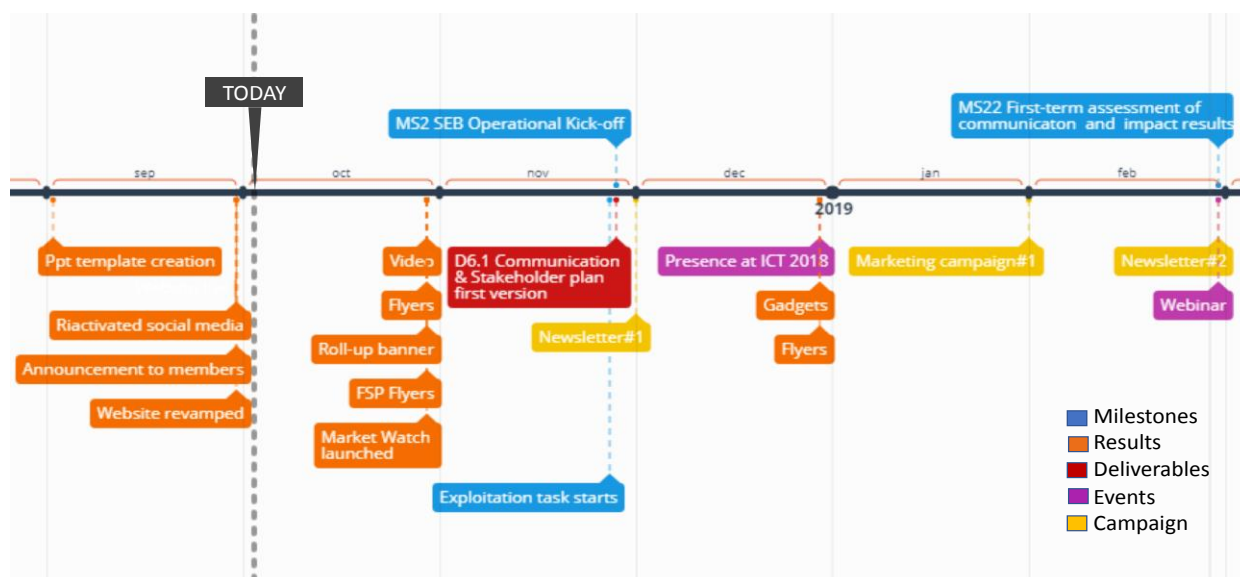 TODAY
MS2 SEB Operational Kick-off
MS22 First-term assessment of
communicaton and impact results
sep
oct
nov
dec
jan
feb
2019
Ppt template creation
Riactivated social media
Announcement to members
Website revamped
Video
Flyers
Roll-up banner
FSP Flyers
Market Watch
launched
D6.1 Communication
& Stakeholder plan
first version
Newsletter#1
Exploitation task starts
Presence at ICT 2018
Gadgets
Flyers
Marketing campaign#1
Newsletter#2
Webinar
Milestones
Results
Deliverables
Events
Campaign